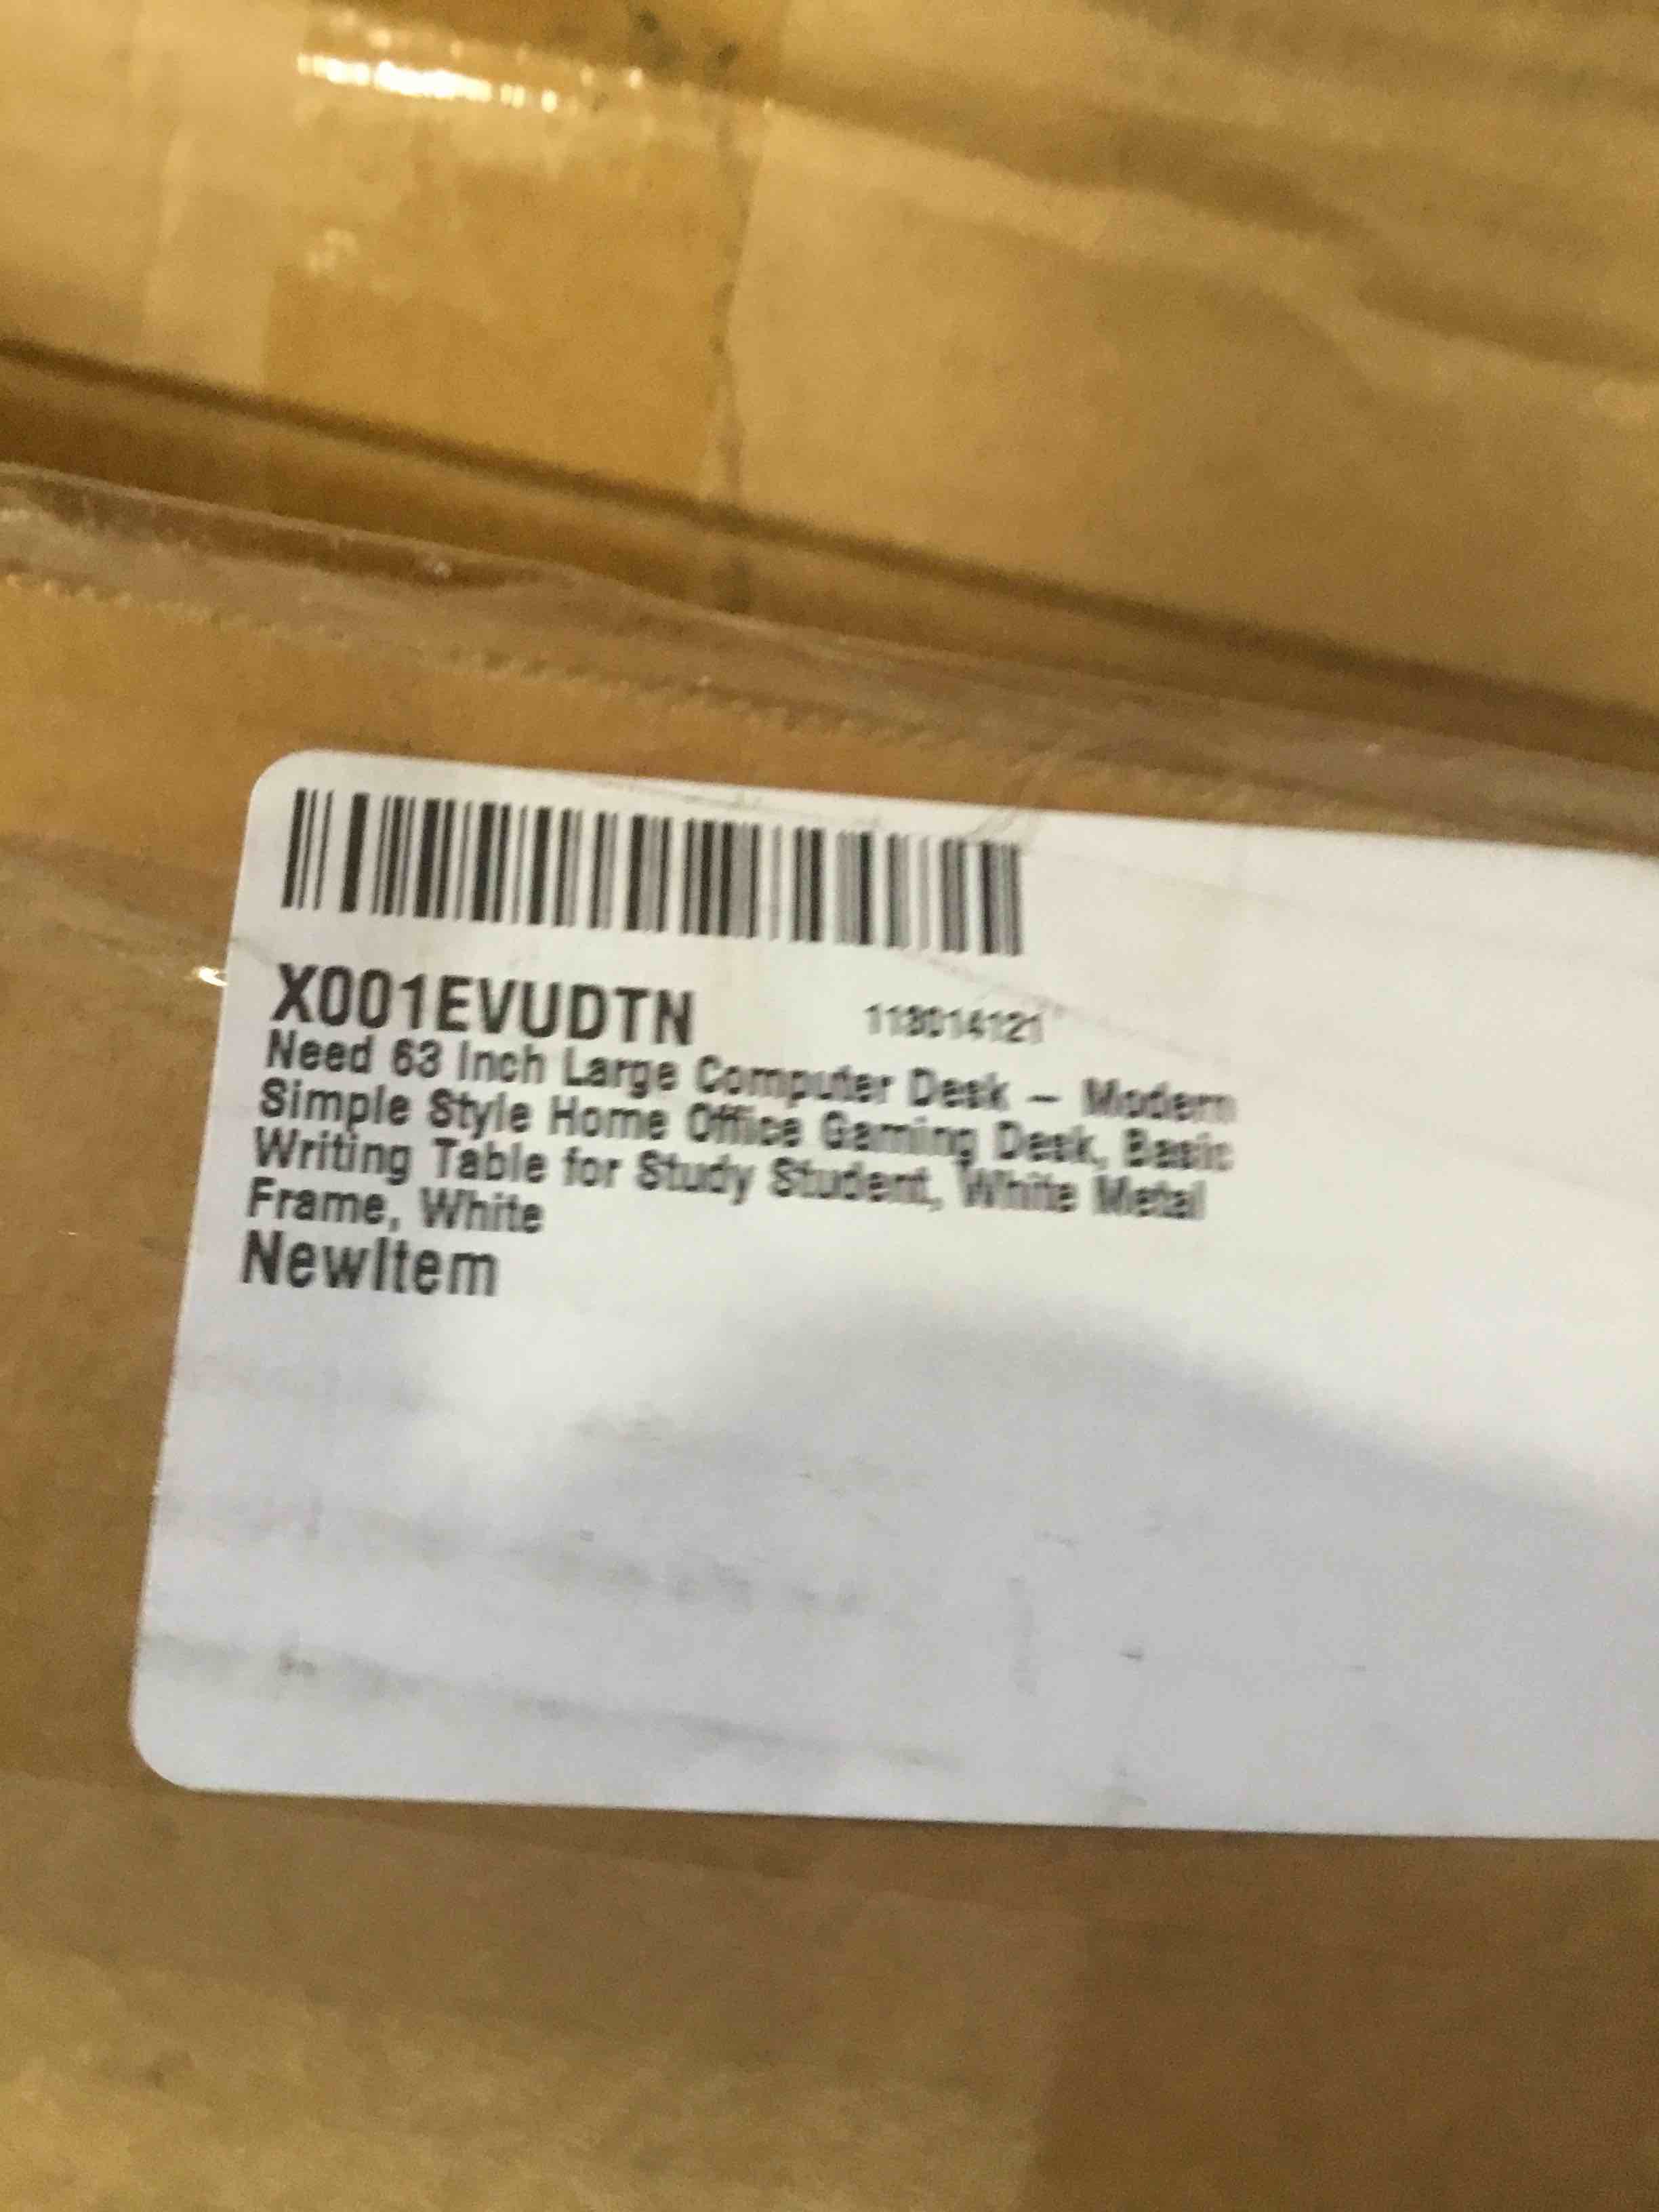 X001EVUDTN 118014121
Need 63 Inch Large Computer Desk – Modern
Simple Style Home Office Gaming Desk, Basic
Writing Table for Study Student, White Metal
Frame, White
NewItem